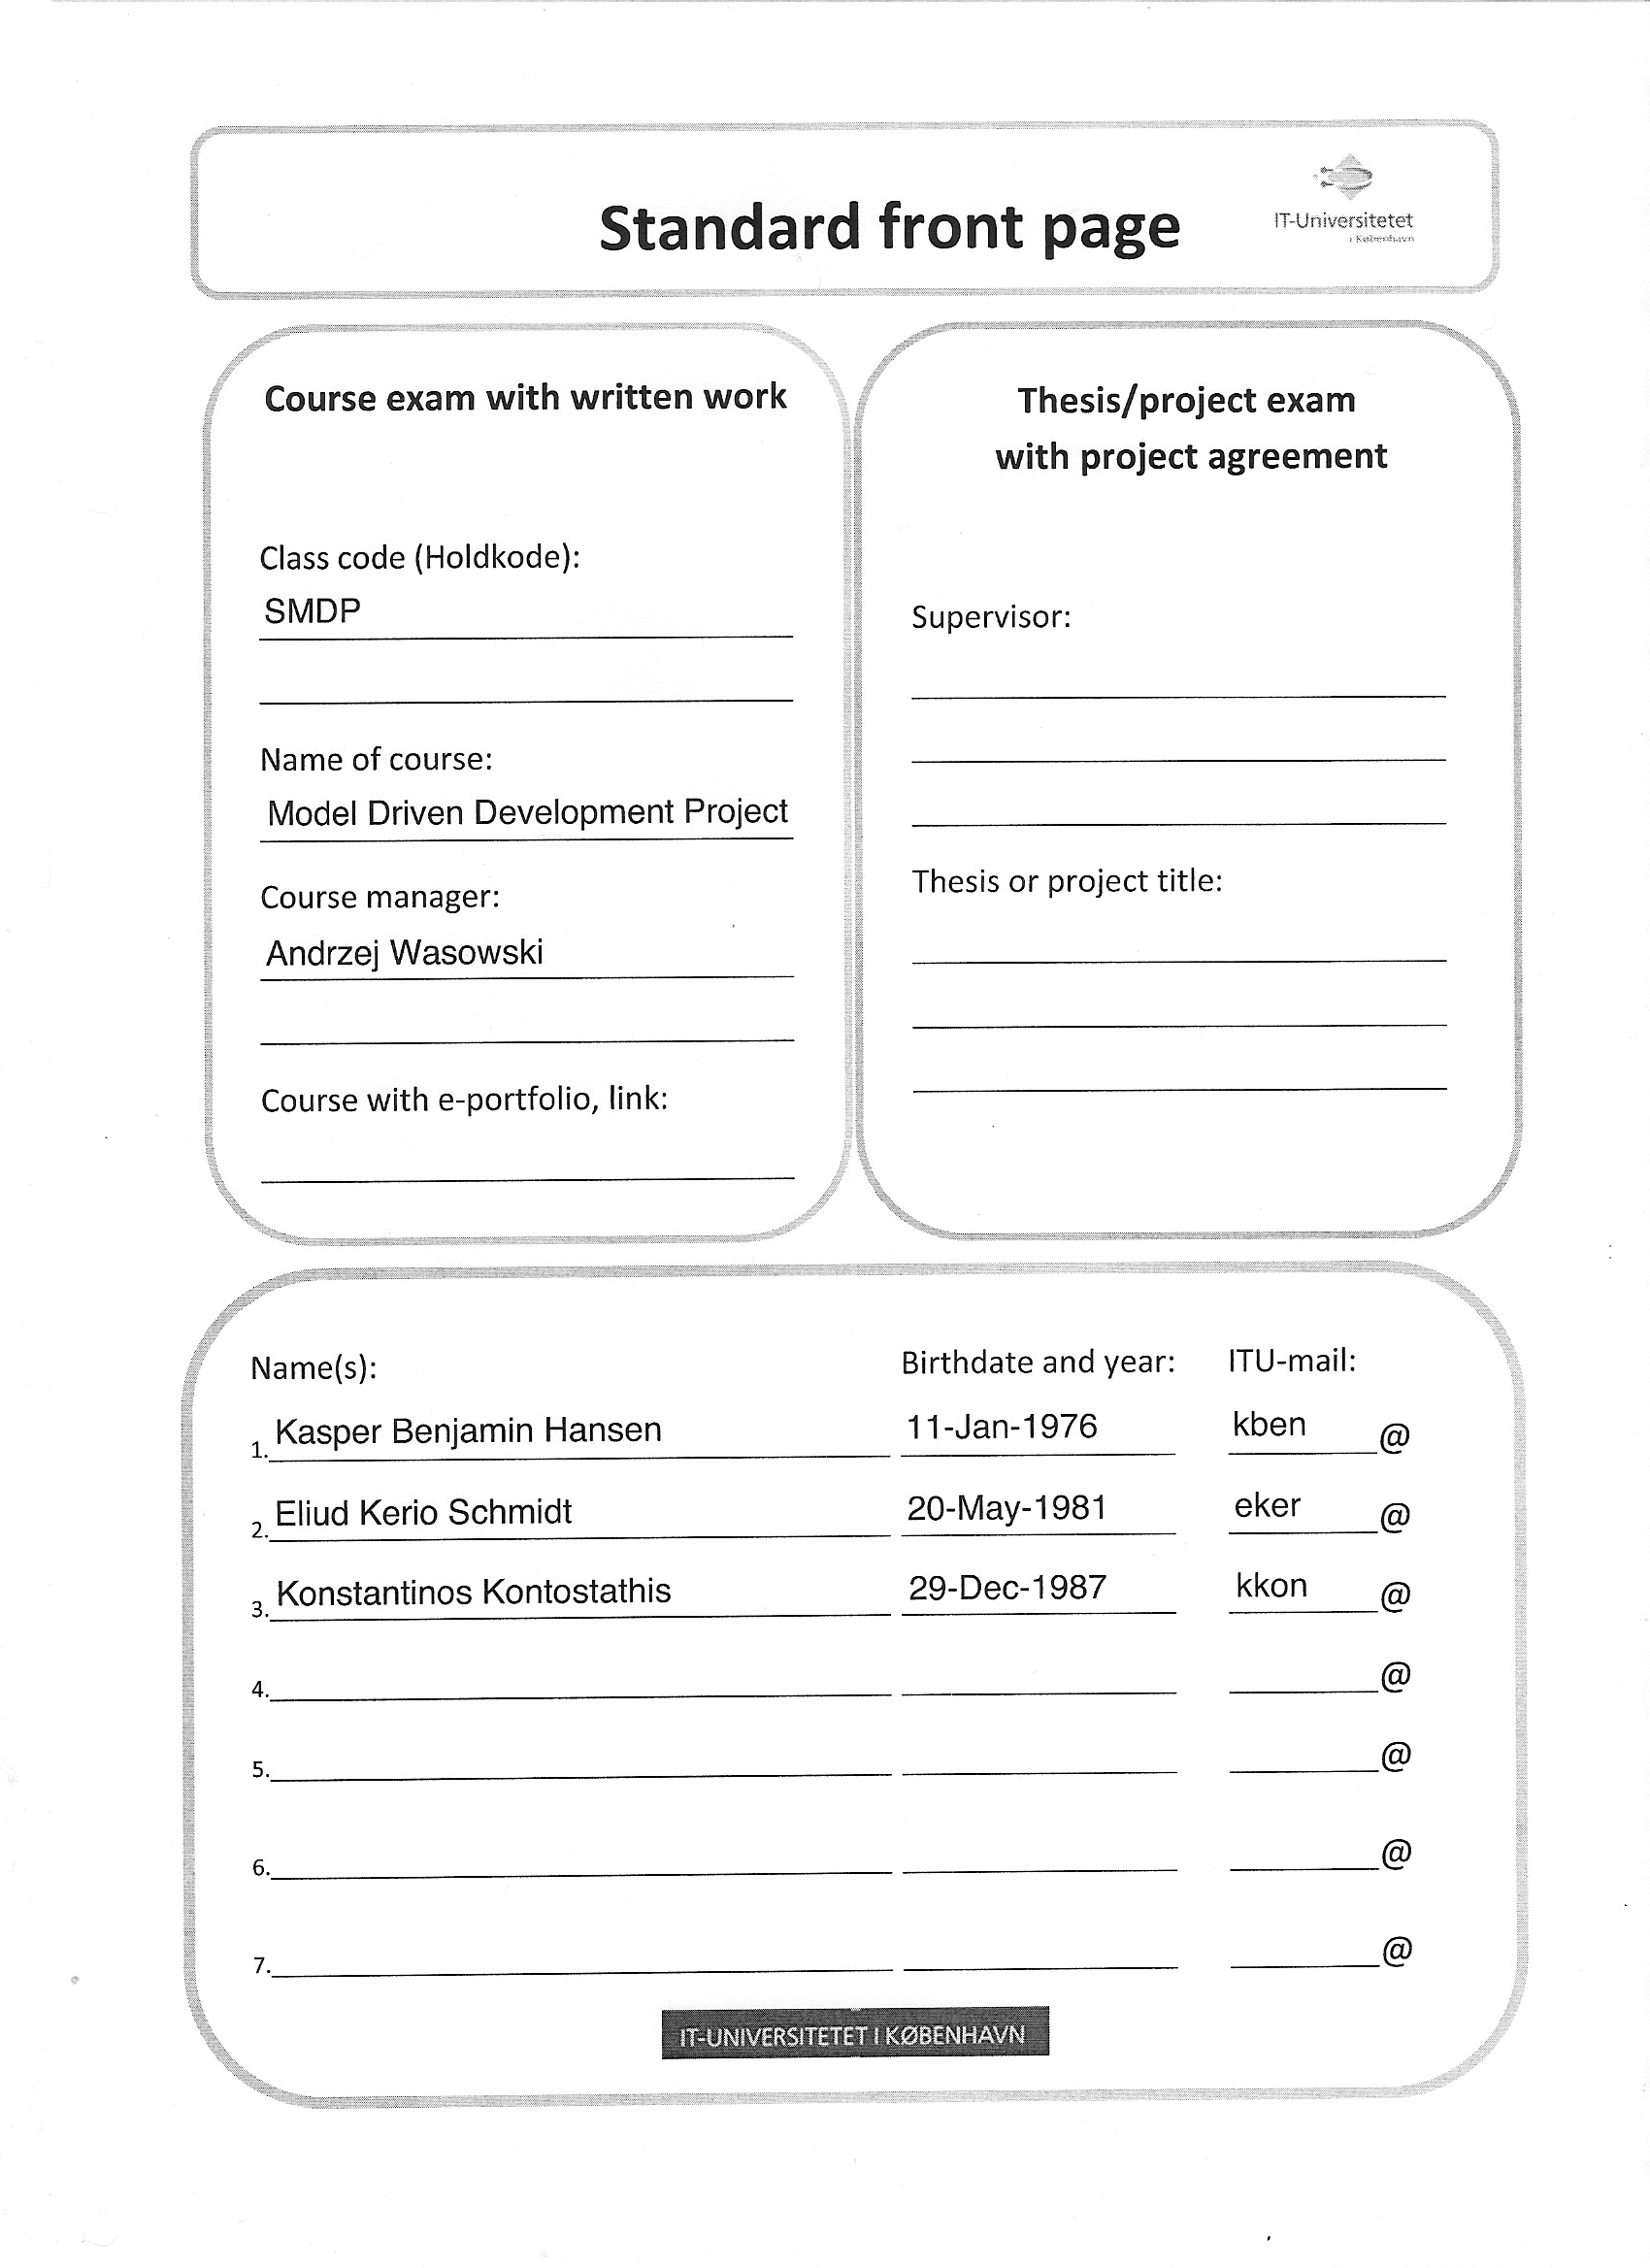 Standard front page
IT-Universitetet
i København
Course exam with written work
Class code (Holdkode):
SMDP
Name of course:
Model Driven Development Project
Course manager:
Andrzej Wasowski
Course with e-portfolio, link:
Thesis/project exam
with project agreement
Supervisor:
Thesis or project title:
Name(s): Birthdate and year: ITU-mail:
1. Kasper Benjamin Hansen 11-Jan-1976 kben @
2. Eliud Kerio Schmidt 20-May-1981 eker @
3. Konstantinos Kontostathis 29-Dec-1987 kkon @
4. @
5. @
6. @
7. @
IT-UNIVERSITETET I KØBENHAVN